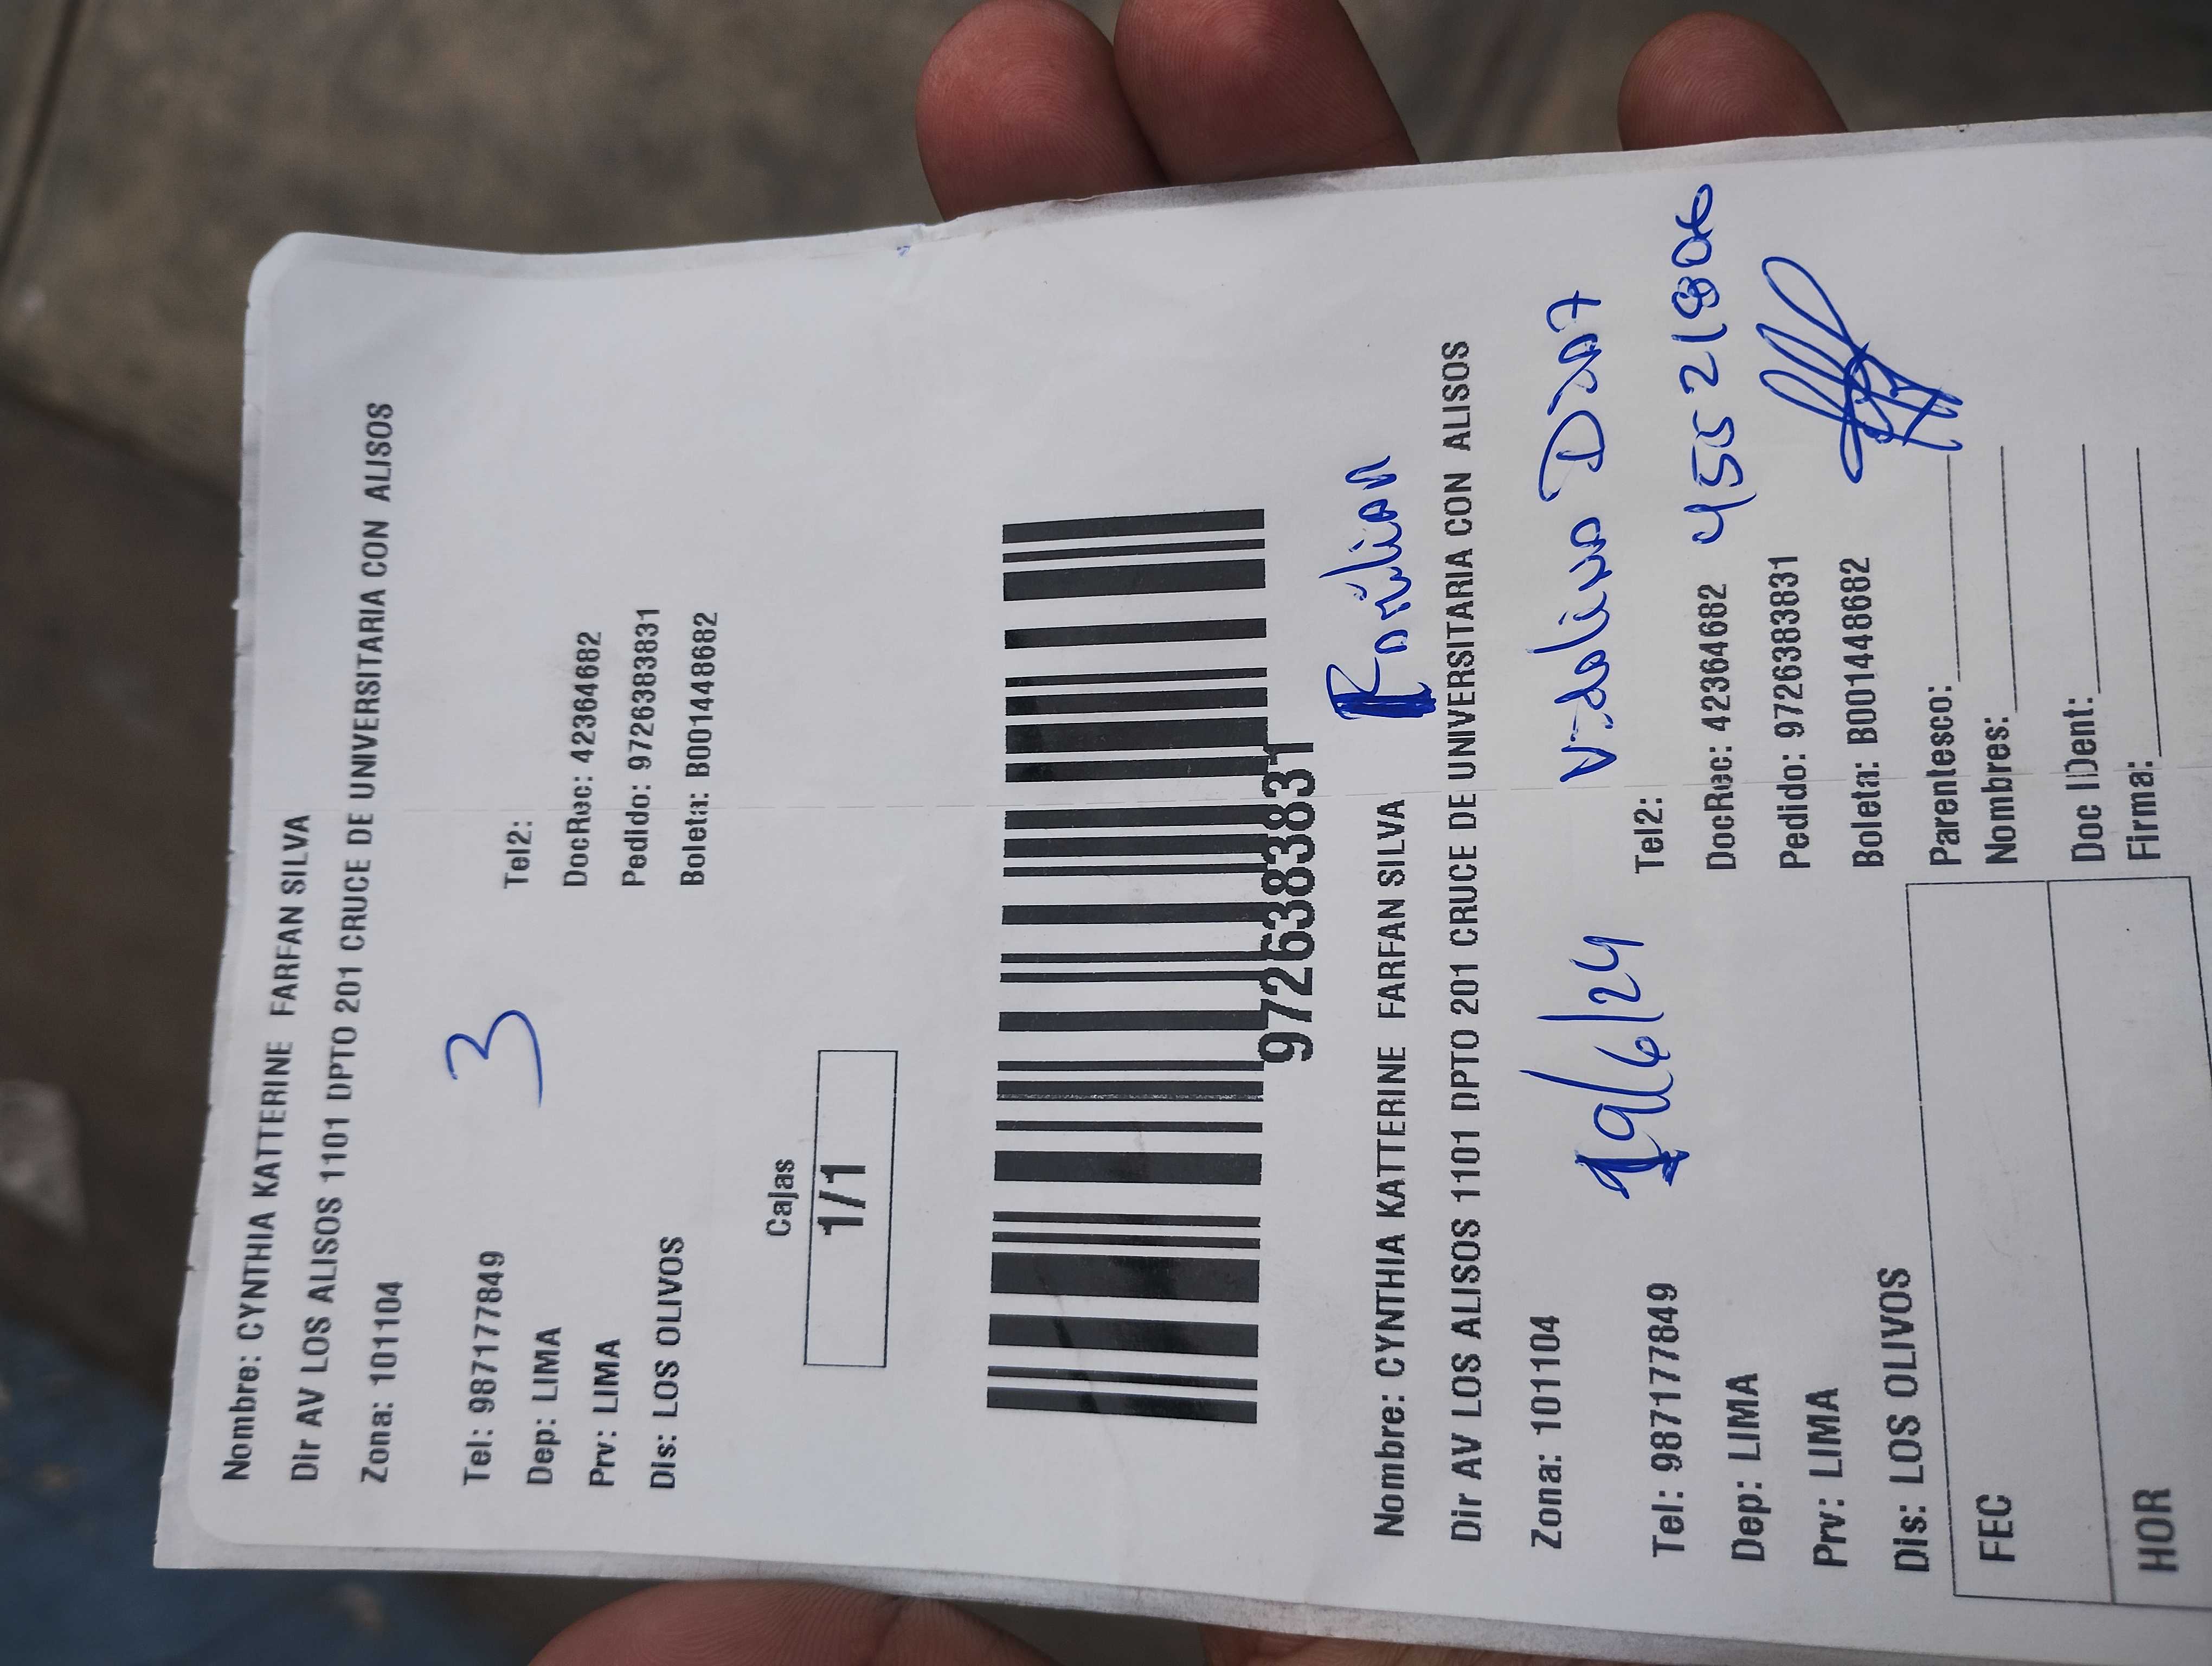 Nombre: CYNTHIA KATTERINE FARFAN SILVA
Dir AV LOS ALISOS 1101 DPTO 201 CRUCE DE UNIVERSITARIA CON ALISOS
Zona: 101104
3
Tel: 987177849 Tel2:
Dep: LIMA DocRec: 42364682
Prv: LIMA Pedido: 972638383​1
Dis: LOS OLIVOS Boleta: B001448682
Cajas
1/1
9726383831
Familian
Nombre: CYNTHIA KATTERINE FARFAN SILVA
Dir AV LOS ALISOS 1101 DPTO 201 CRUCE DE UNIVERSITARIA CON ALISOS
Zona: 101104
19/6/24
Tel: 987177849 Tel2:
Dep: LIMA DocRec: 42364682 45521806
Prv: LIMA Pedido: 9726383831
Dis: LOS OLIVOS Boleta: B001448682
FEC Parentesco:
Nombres:
HOR Doc IDent:
Firma: